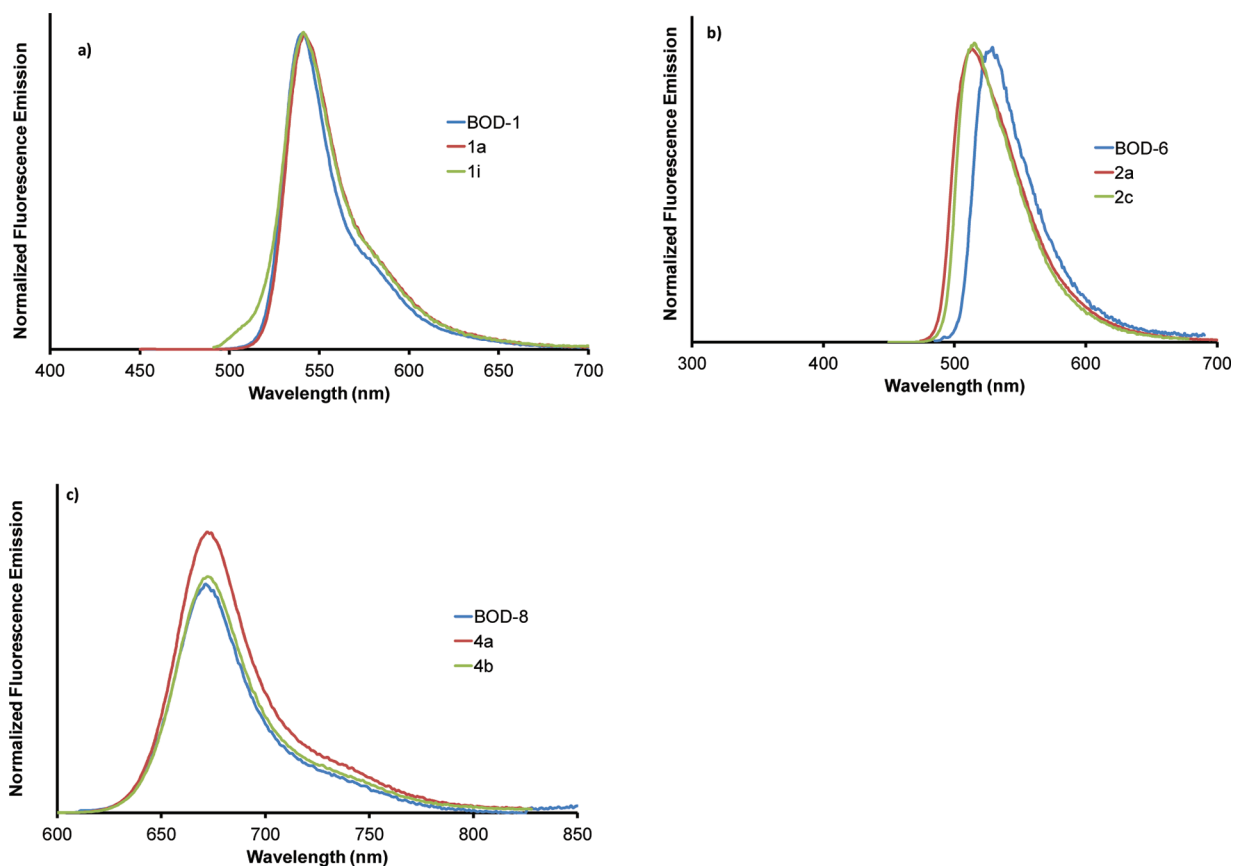 a)
Normalized Fluorescence Emission
BOD-1
1a
1i
400 450 500 550 600 650 700
Wavelength (nm)
b)
Normalized Fluorescence Emission
BOD-6
2a
2c
300 400 500 600 700
Wavelength (nm)
c)
Normalized Fluorescence Emission
BOD-8
4a
4b
600 650 700 750 800 850
Wavelength (nm)